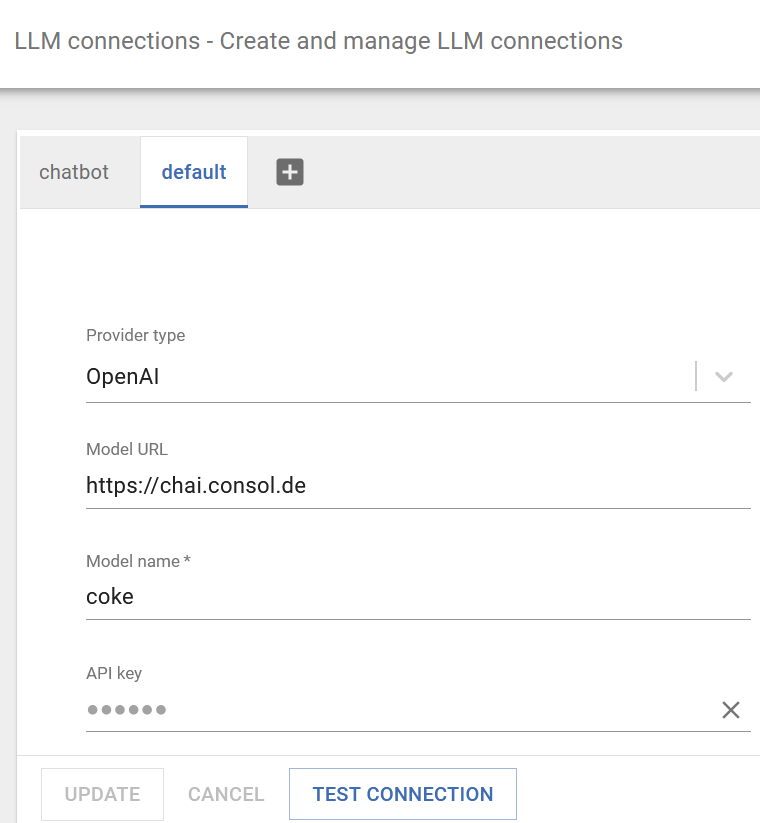 LLM connections - Create and manage LLM connections
chatbot
default
Provider type
OpenAI
Model URL
https://chai.consol.de
Model name *
coke
API key
••••••
UPDATE
CANCEL
TEST CONNECTION